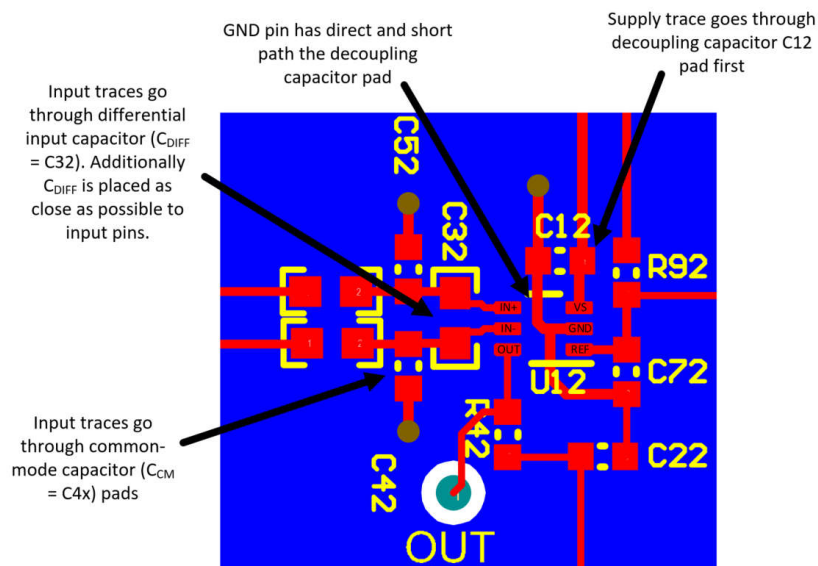 GND pin has direct and short
path the decoupling
capacitor pad
Supply trace goes through
decoupling capacitor C12
pad first
Input traces go
through differential
input capacitor (CDIFF
= C32). Additionally
CDIFF is placed as
close as possible to
input pins.
Input traces go
through common-
mode capacitor (CCM
= C4x) pads
C52
C32
C12
R92
2
1
2
1
IN+
IN-
OUT
VS
GND
REF
U12
C72
R42
C42
C22
1
OUT